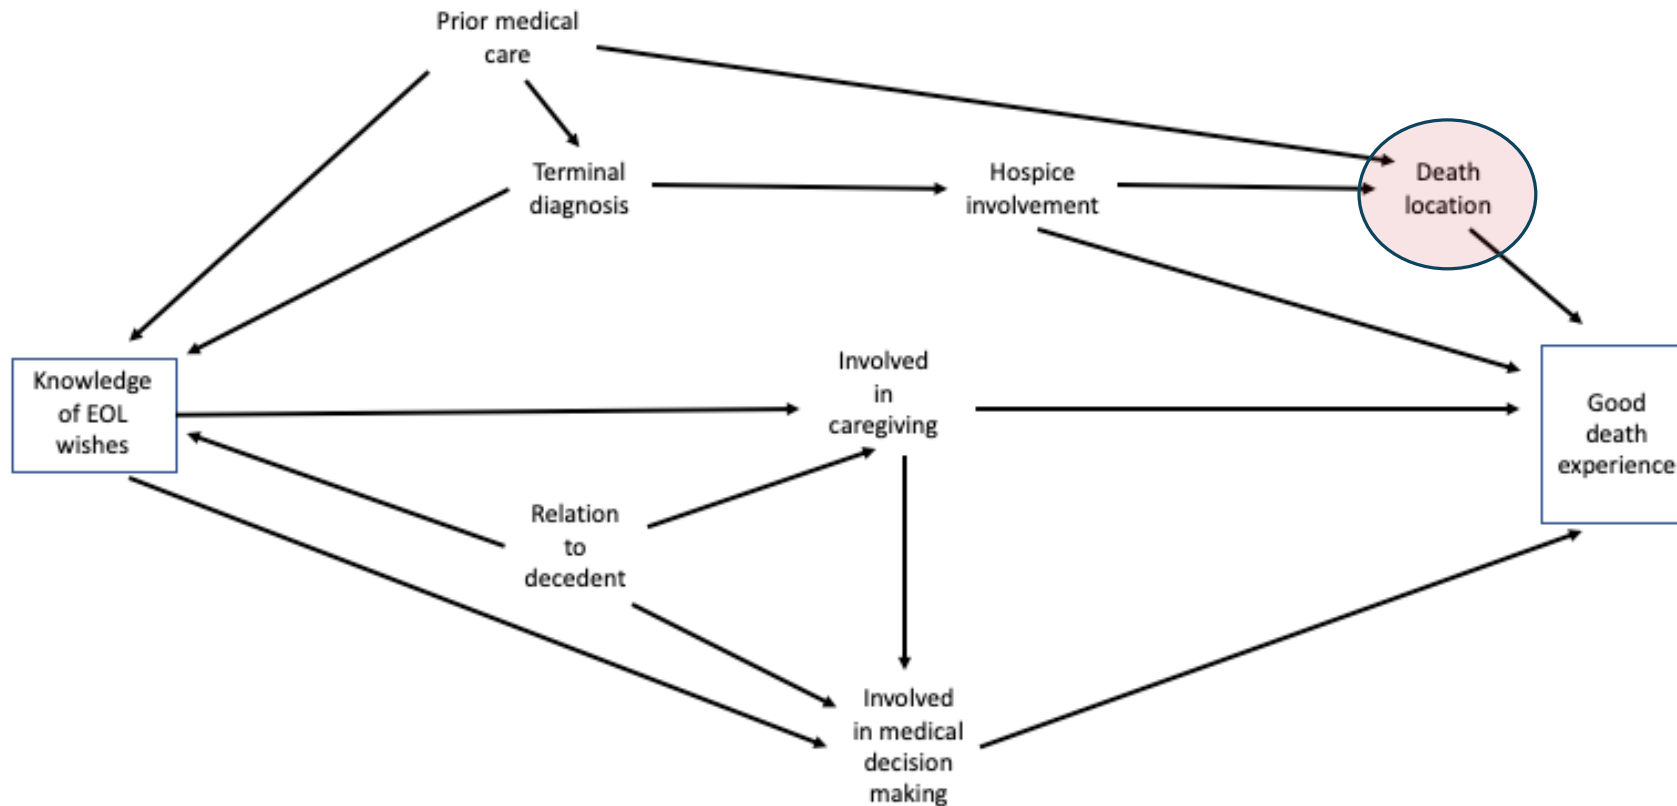 Prior medical
care
Terminal
diagnosis
Hospice
involvement
Death
location
Knowledge
of EOL
wishes
Involved
in
caregiving
Good
death
experience
Relation
to
decedent
Involved
in medical
decision
making